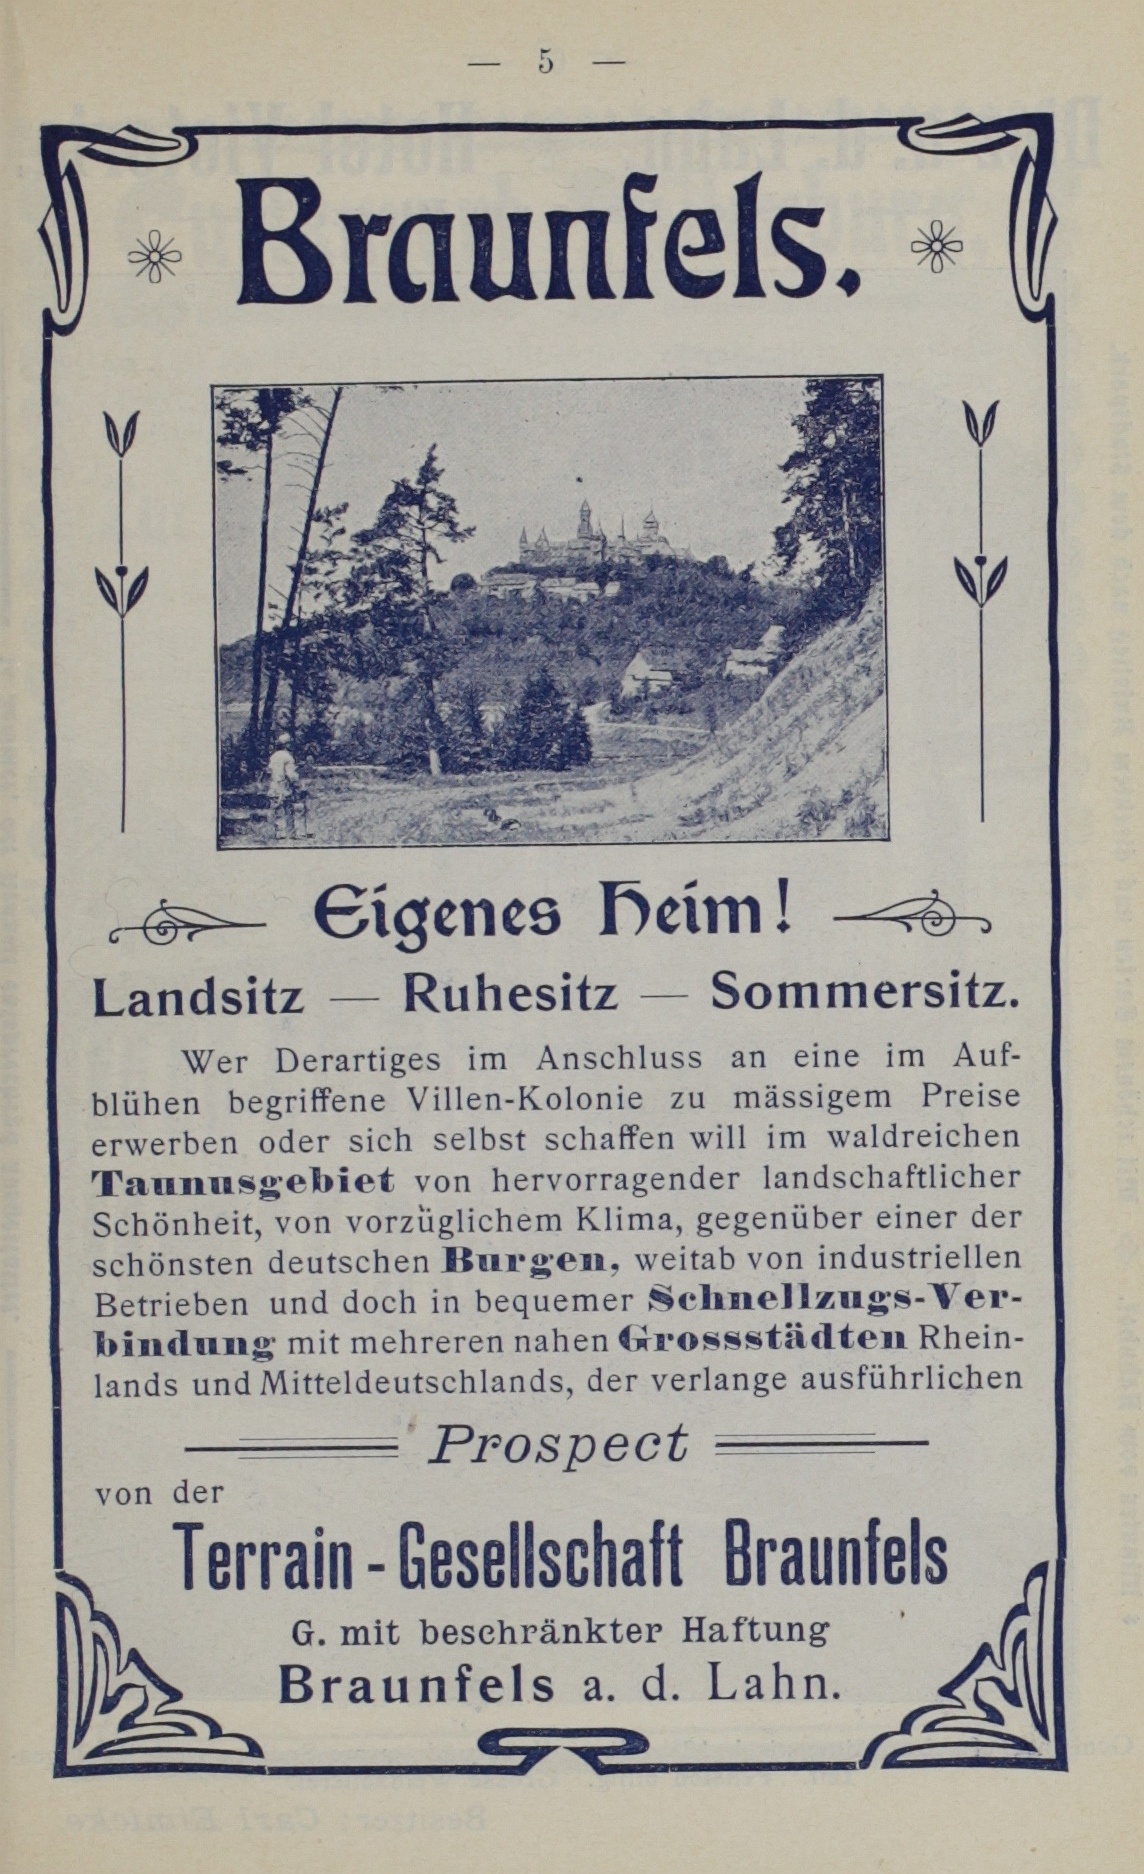 — 5 —
Braunfels.
Eigenes Heim!
Landsitz — Ruhesitz — Sommersitz.
Wer Derartiges im Anschluss an eine im Auf-
blühen begriffene Villen-Kolonie zu mässigem Preise
erwerben oder sich selbst schaffen will im waldreichen
Taunusgebiet von hervorragender landschaftlicher
Schönheit, von vorzüglichem Klima, gegenüber einer der
schönsten deutschen Burgen, weitab von industriellen
Betrieben und doch in bequemer Schnellzugs-Ver-
bindung mit mehreren nahen Grossstädten Rhein-
lands und Mitteldeutschlands, der verlange ausführlichen
Prospect
von der
Terrain-Gesellschaft Braunfels
G. mit beschränkter Haftung
Braunfels a. d. Lahn.